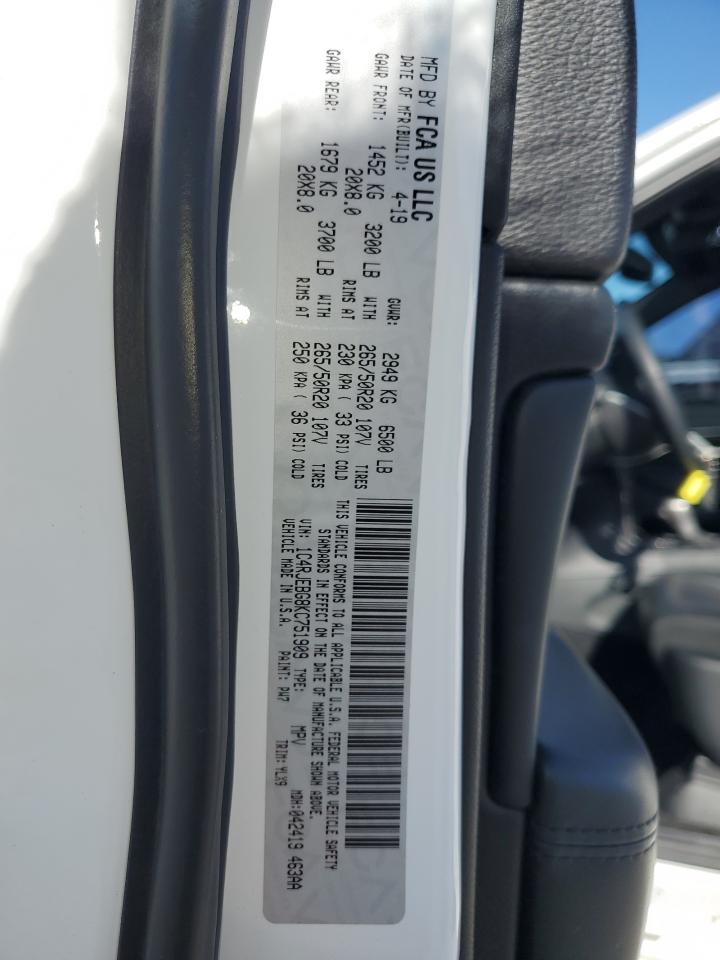 MFD BY FCA US LLC
DATE OF MFR(BUILT): 4-19 GVWR: 2949 KG 6500 LB
GAWR FRONT: 1452 KG 3200 LB WITH 265/50R20 107V TIRES
20X8.0 RIMS AT 230 KPA ( 33 PSI) COLD
GAWR REAR: 1679 KG 3700 LB WITH 265/50R20 107V TIRES
20X8.0 RIMS AT 250 KPA ( 36 PSI) COLD
THIS VEHICLE CONFORMS TO ALL APPLICABLE U.S.A. FEDERAL MOTOR VEHICLE SAFETY
STANDARDS IN EFFECT ON THE DATE OF MANUFACTURE SHOWN ABOVE.
VIN: 1C4RJEBG8KC751909 TYPE: MPV MDH:042419 463AA
VEHICLE MADE IN U.S.A. PAINT: PW7 TRIM: YLX9